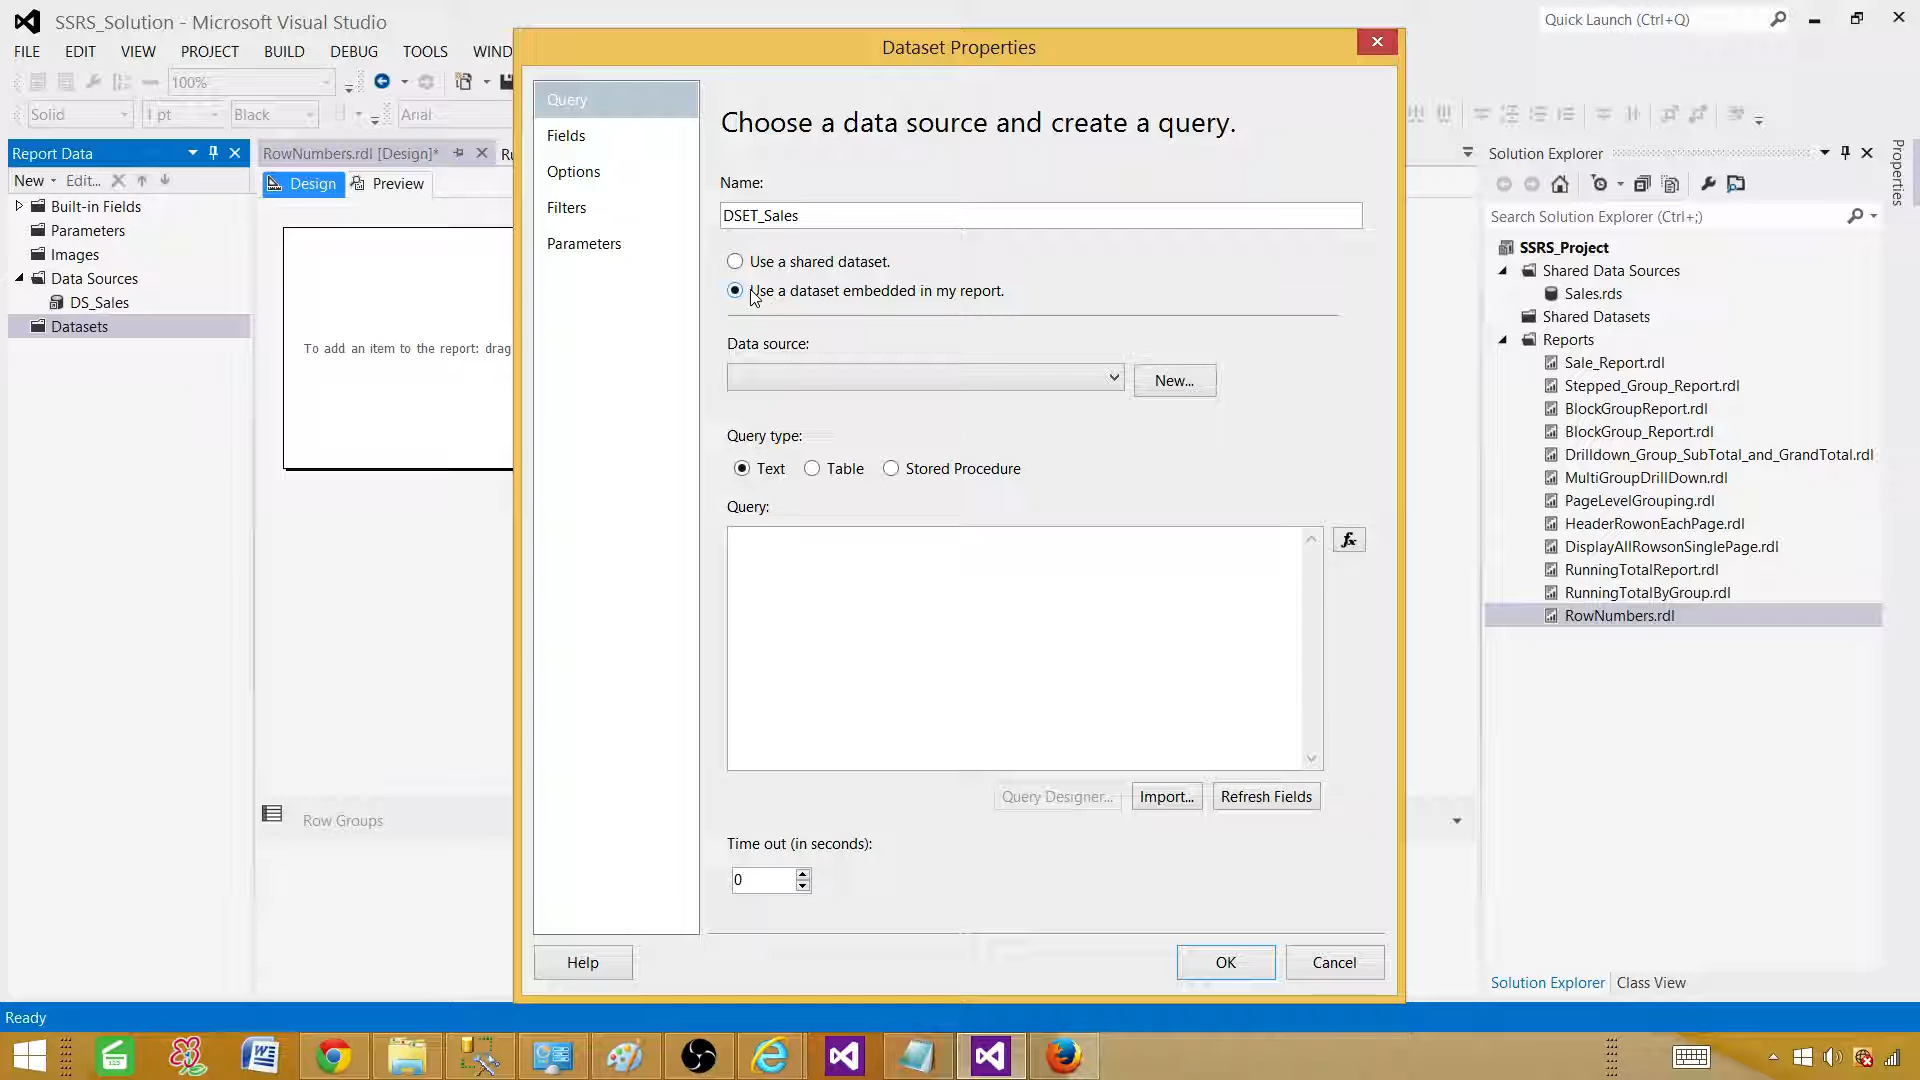 SSRS_Solution - Microsoft Visual Studio
Quick Launch (Ctrl+Q)
FILE EDIT VIEW PROJECT BUILD DEBUG TOOLS WIND
100%
Solid 1 pt Black Arial
Dataset Properties
Report Data
New Edit...
Built-in Fields
Parameters
Images
Data Sources
DS_Sales
Datasets
RowNumbers.rdl [Design]*
Design Preview
To add an item to the report: drag
Row Groups
Query
Fields
Options
Filters
Parameters
Choose a data source and create a query.
Name:
DSET_Sales
Use a shared dataset.
Use a dataset embedded in my report.
Data source:
New...
Query type:
Text Table Stored Procedure
Query:
fx
Query Designer... Import... Refresh Fields
Time out (in seconds):
0
Help OK Cancel
Solution Explorer
Search Solution Explorer (Ctrl+;)
SSRS_Project
Shared Data Sources
Sales.rds
Shared Datasets
Reports
Sale_Report.rdl
Stepped_Group_Report.rdl
BlockGroupReport.rdl
BlockGroup_Report.rdl
Drilldown_Group_SubTotal_and_GrandTotal.rdl
MultiGroupDrillDown.rdl
PageLevelGrouping.rdl
HeaderRowonEachPage.rdl
DisplayAllRowsonSinglePage.rdl
RunningTotalReport.rdl
RunningTotalByGroup.rdl
RowNumbers.rdl
Solution Explorer Class View
Properties
Ready